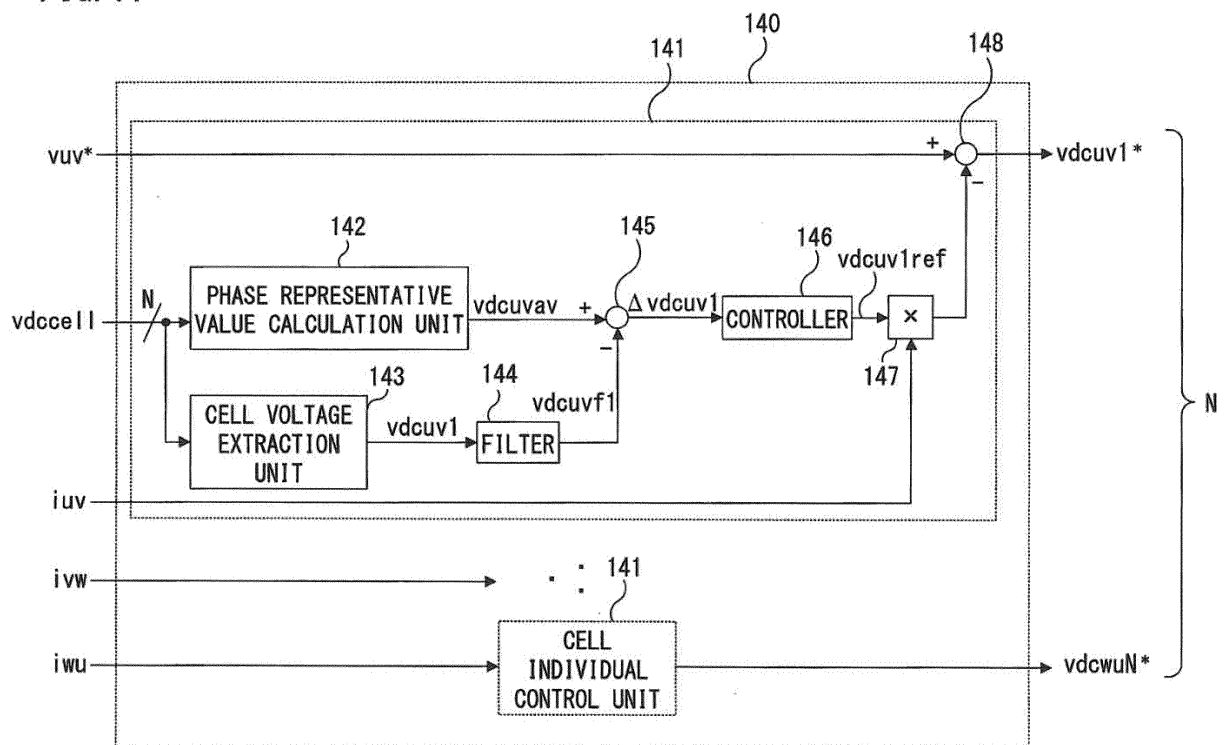 140
141
148
vuv*
+
vdcuv1*
−
142
145
146
vdcuv1ref
N
PHASE REPRESENTATIVE
VALUE CALCULATION UNIT
vdcuvav
+
Δvdcuv1
CONTROLLER
×
vdccell
−
147
143
144
vdcuvf1
N
CELL VOLTAGE
EXTRACTION
UNIT
vdcuv1
FILTER
iuv
ivw
141
iwu
CELL
INDIVIDUAL
CONTROL UNIT
vdcwuN*